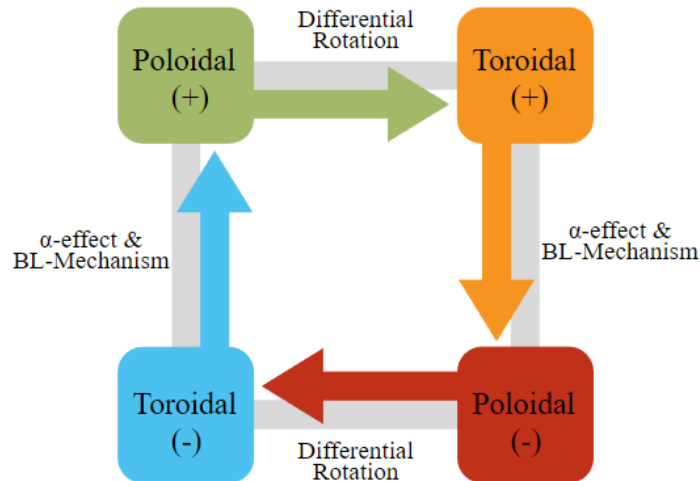 Differential
Rotation
Poloidal
(+)
Toroidal
(+)
α-effect &
BL-Mechanism
α-effect &
BL-Mechanism
Toroidal
(-)
Poloidal
(-)
Differential
Rotation